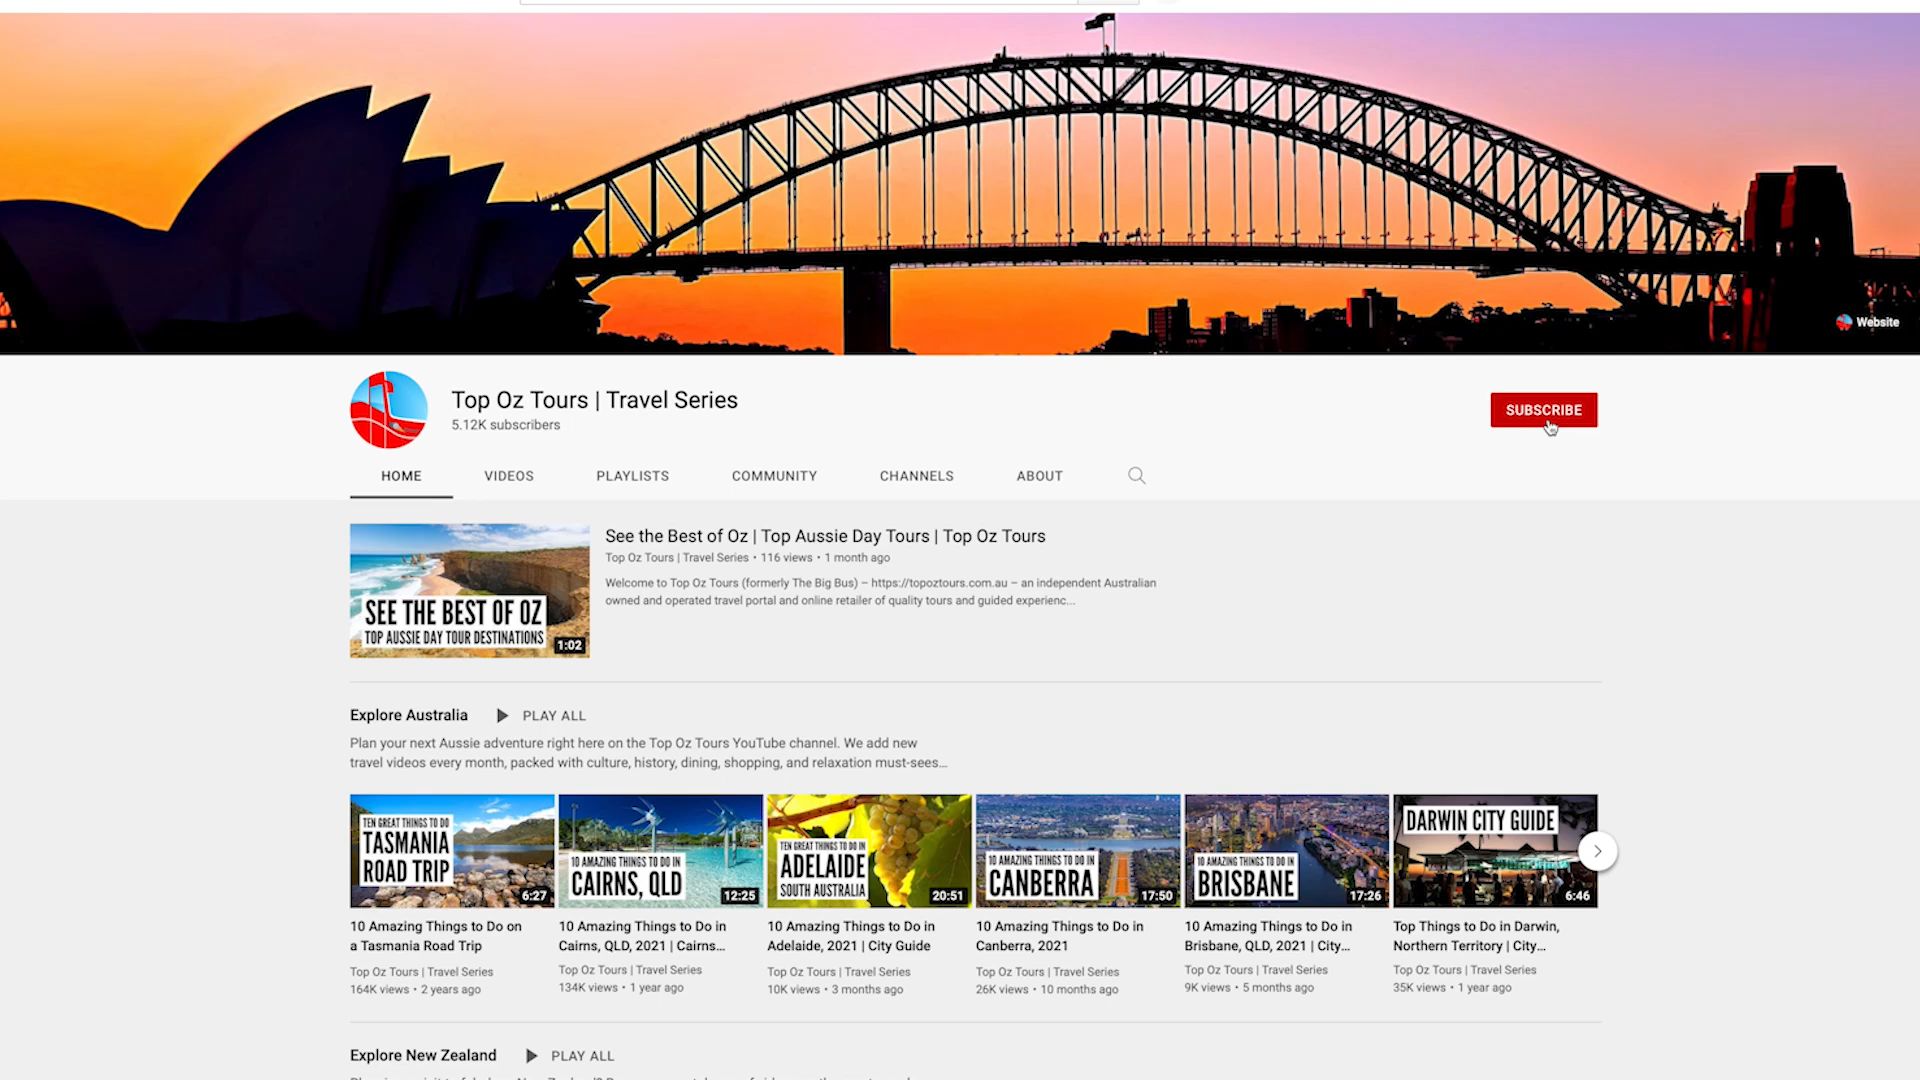 Website
Top Oz Tours | Travel Series
5.12K subscribers
SUBSCRIBE
HOME VIDEOS PLAYLISTS COMMUNITY CHANNELS ABOUT
SEE THE BEST OF OZ
TOP AUSSIE DAY TOUR DESTINATIONS
1:02
See the Best of Oz | Top Aussie Day Tours | Top Oz Tours
Top Oz Tours | Travel Series • 116 views • 1 month ago
Welcome to Top Oz Tours (formerly The Big Bus) – https://topoztours.com.au – an independent Australian
owned and operated travel portal and online retailer of quality tours and guided experienc...
Explore Australia PLAY ALL
Plan your next Aussie adventure right here on the Top Oz Tours YouTube channel. We add new
travel videos every month, packed with culture, history, dining, shopping, and relaxation must-sees...
TEN GREAT THINGS TO DO
TASMANIA
ROAD TRIP
6:27
10 Amazing Things to Do on
a Tasmania Road Trip
Top Oz Tours | Travel Series
164K views • 2 years ago
10 AMAZING THINGS TO DO IN
CAIRNS, QLD
12:25
10 Amazing Things to Do in
Cairns, QLD, 2021 | Cairns...
Top Oz Tours | Travel Series
134K views • 1 year ago
TEN GREAT THINGS TO DO IN
ADELAIDE
SOUTH AUSTRALIA
20:51
10 Amazing Things to Do in
Adelaide, 2021 | City Guide
Top Oz Tours | Travel Series
10K views • 3 months ago
10 AMAZING THINGS TO DO IN
CANBERRA
17:50
10 Amazing Things to Do in
Canberra, 2021
Top Oz Tours | Travel Series
26K views • 10 months ago
10 AMAZING THINGS TO DO IN
BRISBANE
17:26
10 Amazing Things to Do in
Brisbane, QLD, 2021 | City...
Top Oz Tours | Travel Series
9K views • 5 months ago
DARWIN CITY GUIDE
6:46
Top Things to Do in Darwin,
Northern Territory | City...
Top Oz Tours | Travel Series
35K views • 1 year ago
Explore New Zealand PLAY ALL